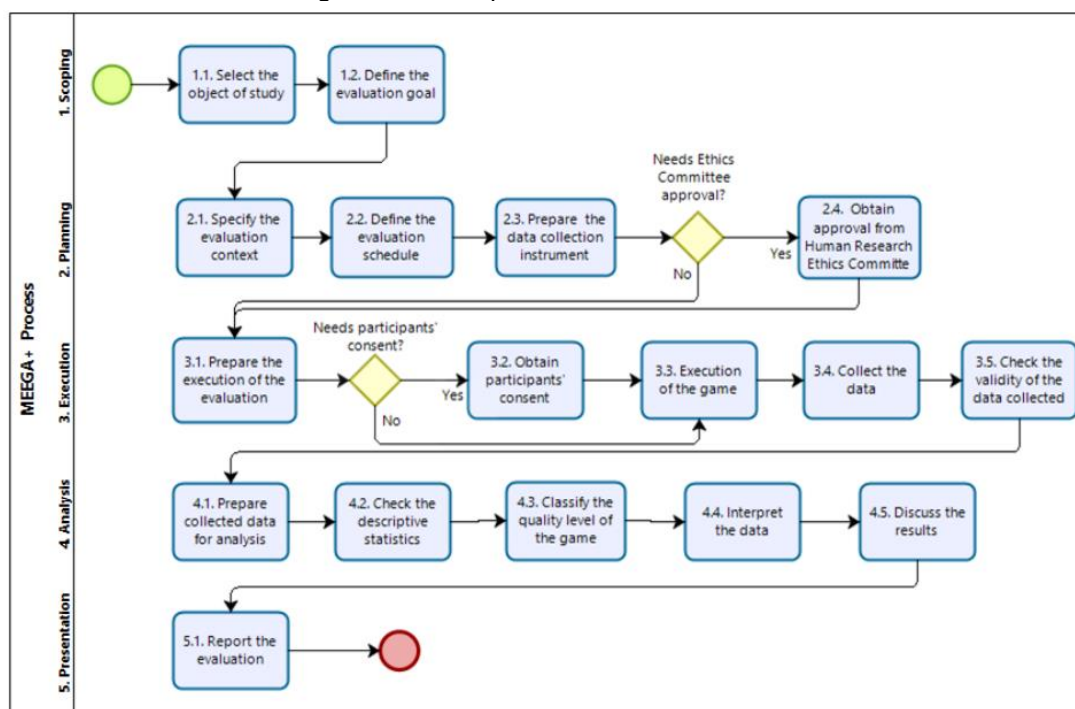 MEEGA+ Process
1. Scoping
1.1. Select the
object of study
1.2. Define the
evaluation goal
2. Planning
2.1. Specify the
evaluation
context
2.2. Define the
evaluation
schedule
2.3. Prepare the
data collection
instrument
Needs Ethics
Committee
approval?
Yes
No
2.4. Obtain
approval from
Human Research
Ethics Committe
3. Execution
3.1. Prepare the
execution of the
evaluation
Needs participants'
consent?
Yes
No
3.2. Obtain
participants'
consent
3.3. Execution
of the game
3.4. Collect the
data
3.5. Check the
validity of the
data collected
4. Analysis
4.1. Prepare
collected data
for analysis
4.2. Check the
descriptive
statistics
4.3. Classify the
quality level of
the game
4.4. Interpret
the data
4.5. Discuss the
results
5. Presentation
5.1. Report the
evaluation